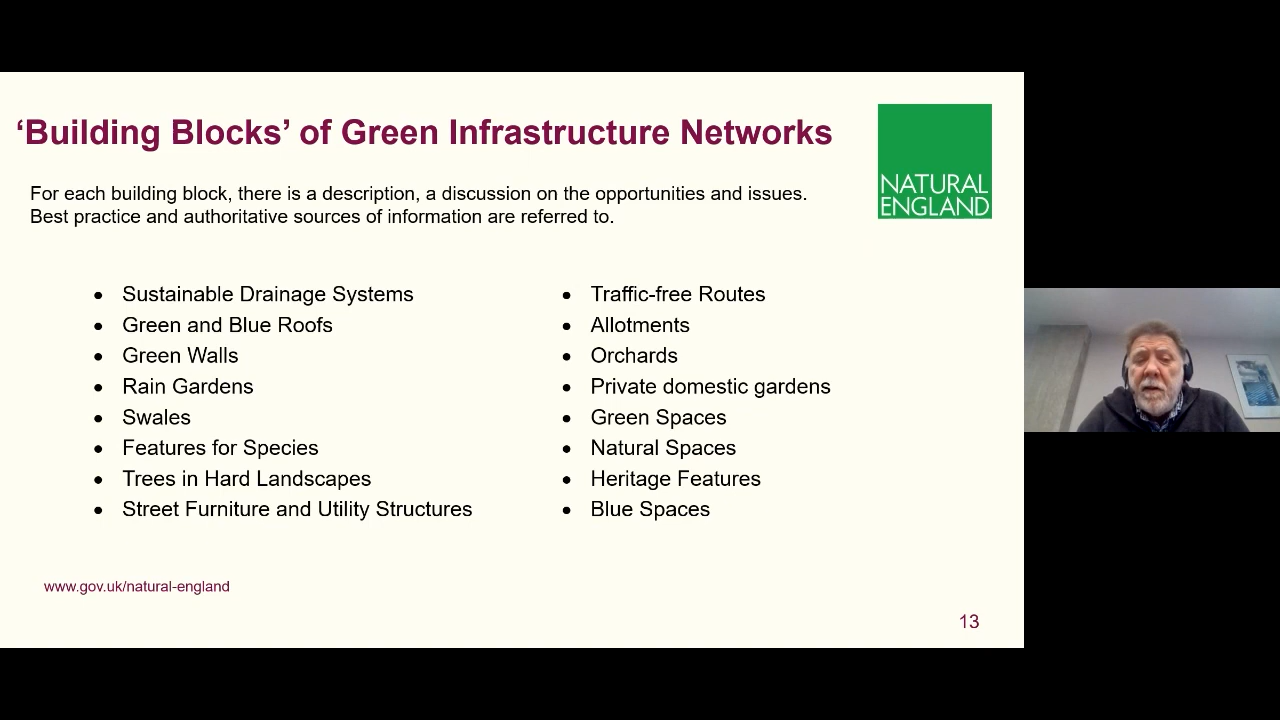 ‘Building Blocks’ of Green Infrastructure Networks
NATURAL
ENGLAND
For each building block, there is a description, a discussion on the opportunities and issues.
Best practice and authoritative sources of information are referred to.
• Sustainable Drainage Systems
• Green and Blue Roofs
• Green Walls
• Rain Gardens
• Swales
• Features for Species
• Trees in Hard Landscapes
• Street Furniture and Utility Structures
• Traffic-free Routes
• Allotments
• Orchards
• Private domestic gardens
• Green Spaces
• Natural Spaces
• Heritage Features
• Blue Spaces
www.gov.uk/natural-england
13